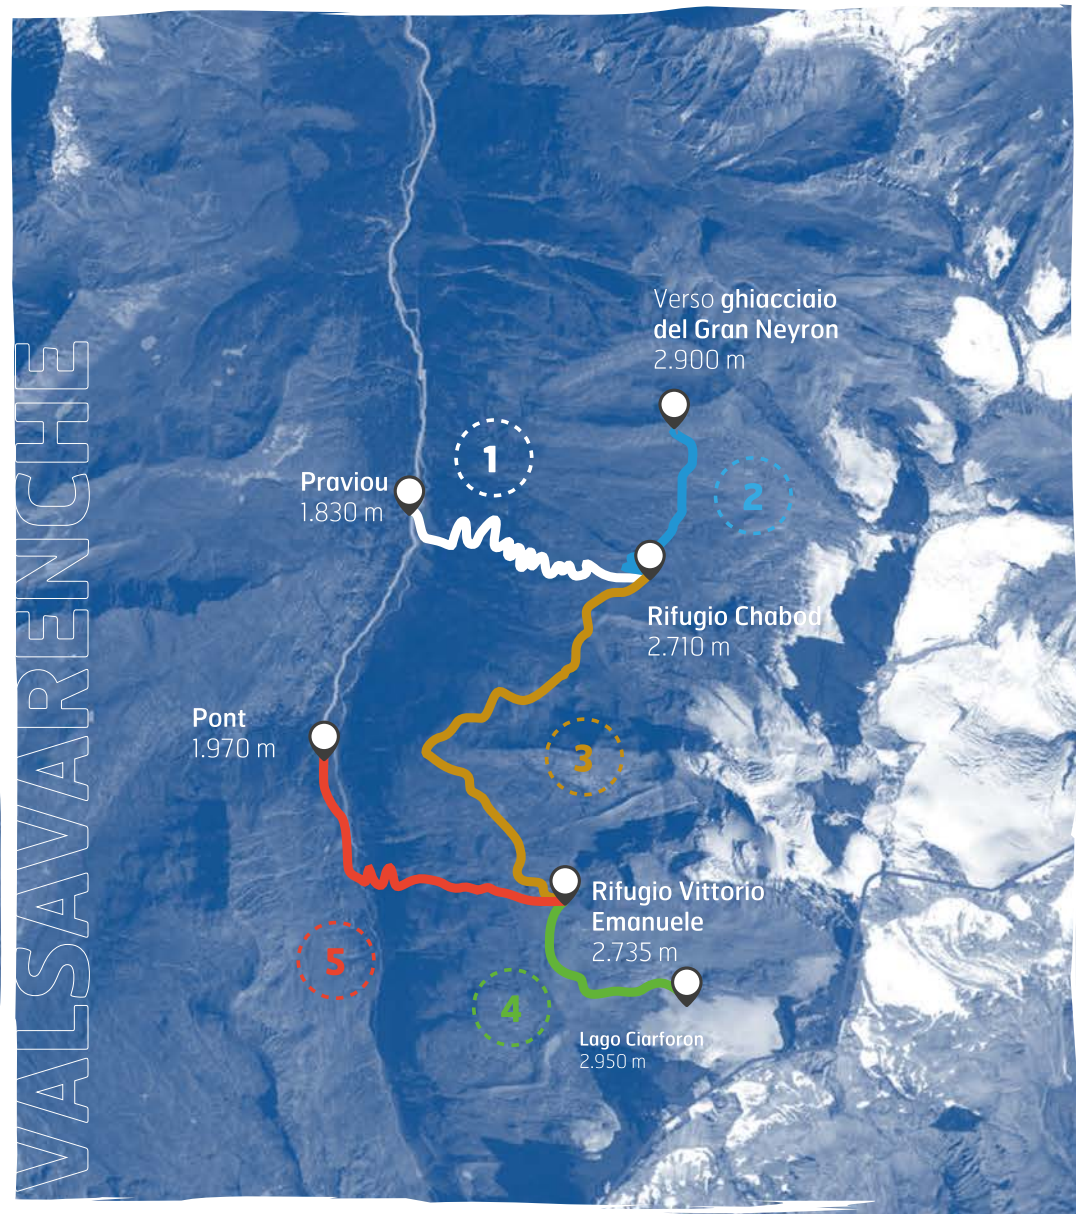 VALSAVARENCHE
Verso ghiacciaio
del Gran Neyron
2.900 m
1
2
Praviou
1.830 m
Rifugio Chabod
2.710 m
Pont
1.970 m
3
Rifugio Vittorio
Emanuele
2.735 m
5
4
Lago Ciarforon
2.950 m